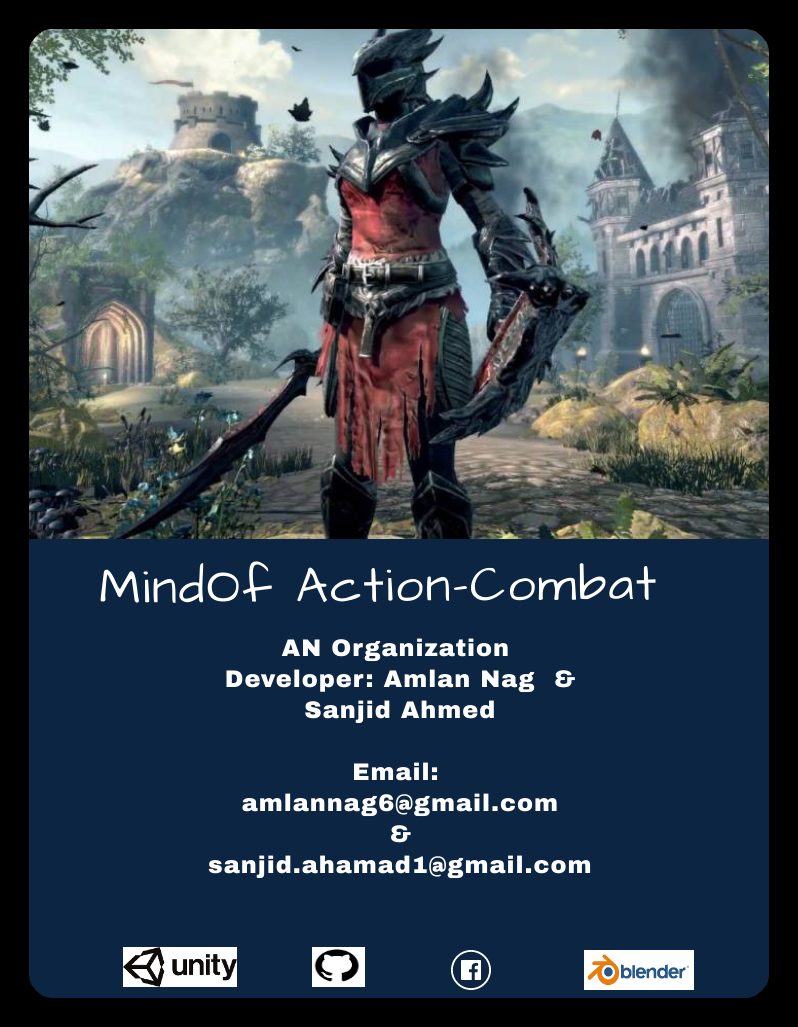 MindOf Action-Combat
AN Organization
Developer: Amlan Nag &
Sanjid Ahmed
Email:
amlannag6@gmail.com
&
sanjid.ahamad1@gmail.com
unity
blender